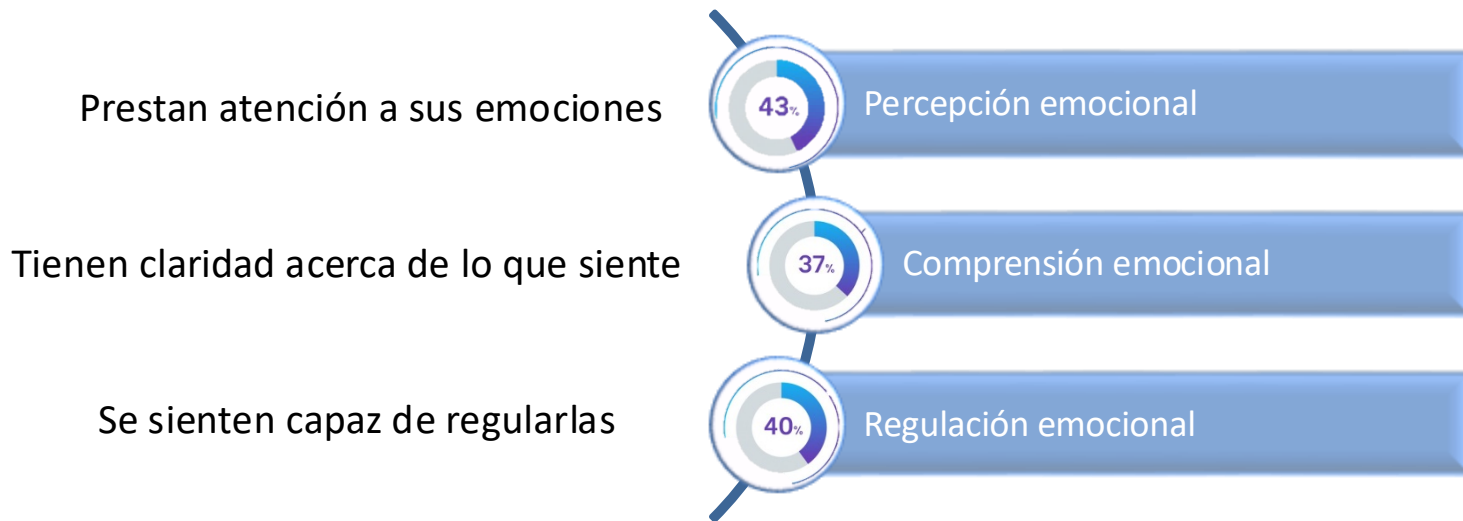 Prestan atención a sus emociones
43%
Percepción emocional
Tienen claridad acerca de lo que siente
37%
Comprensión emocional
Se sienten capaz de regularlas
40%
Regulación emocional